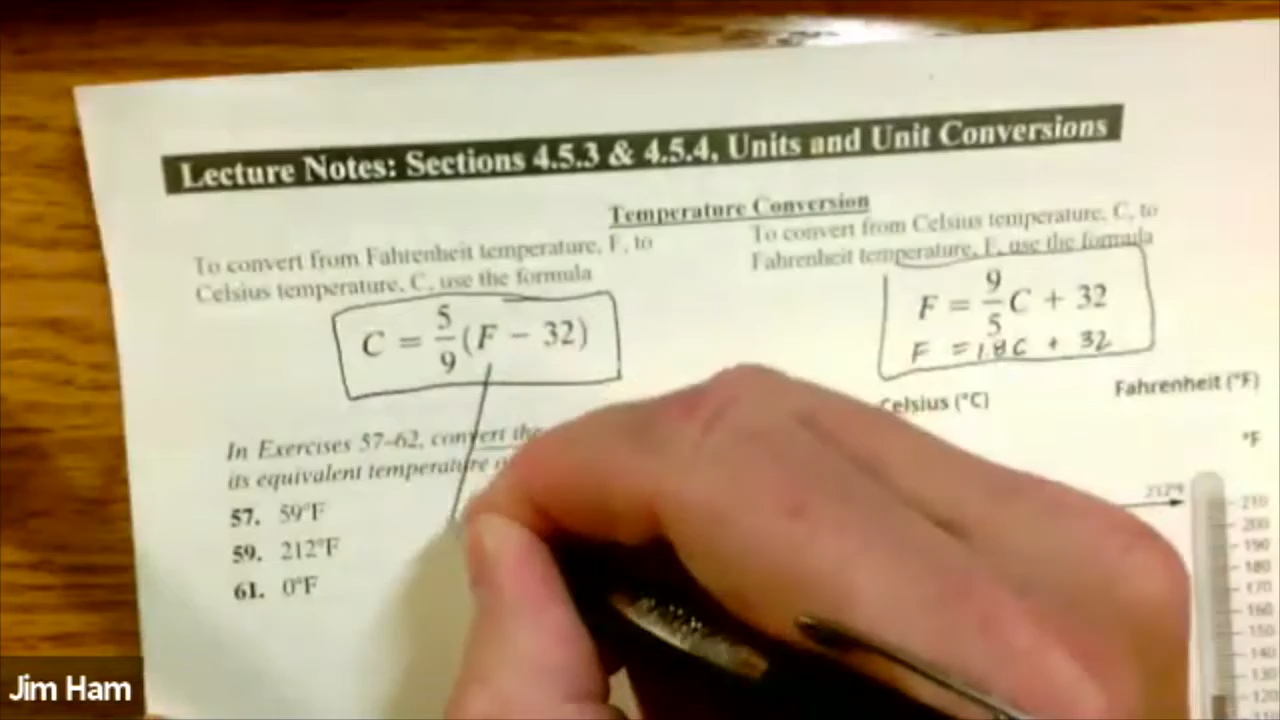 Lecture Notes: Sections 4.5.3 & 4.5.4, Units and Unit Conversions
Temperature Conversion
To convert from Fahrenheit temperature, F, to
Celsius temperature, C, use the formula
C = 5/9 (F − 32)
To convert from Celsius temperature, C, to
Fahrenheit temperature, F, use the formula
F = 9/5 C + 32
F = 1.8C + 32
In Exercises 57–62, convert the
its equivalent temperature
57. 59°F
59. 212°F
61. 0°F
Celsius (°C)
Fahrenheit (°F)
°F
212°F
210
200
190
180
170
160
150
140
130
120
Jim Ham